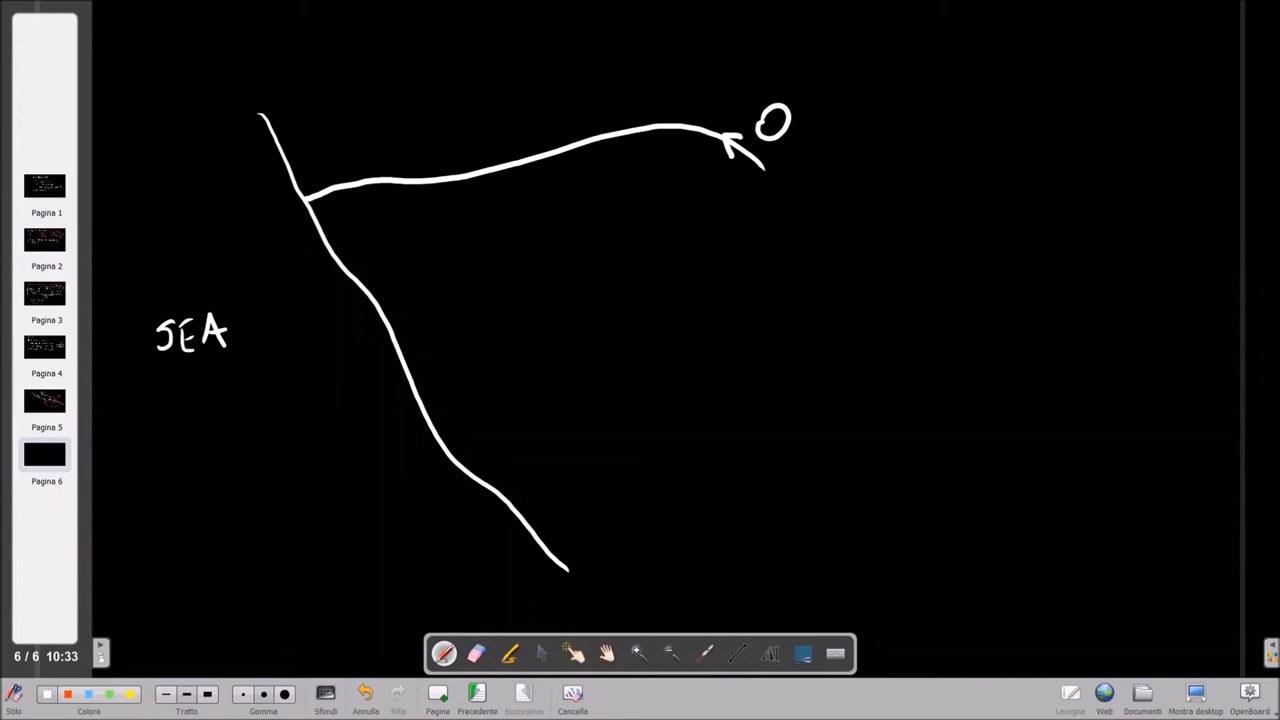 O
SEA
Pagina 1
Pagina 2
Pagina 3
Pagina 4
Pagina 5
Pagina 6
6 / 6 10:33
Stilo
Colore
Tratto
Gomma
Sfondi
Annulla
Rifai
Pagine
Precedente
Successivo
Cancella
Lavagna
Web
Documenti
Mostra desktop
OpenBoard